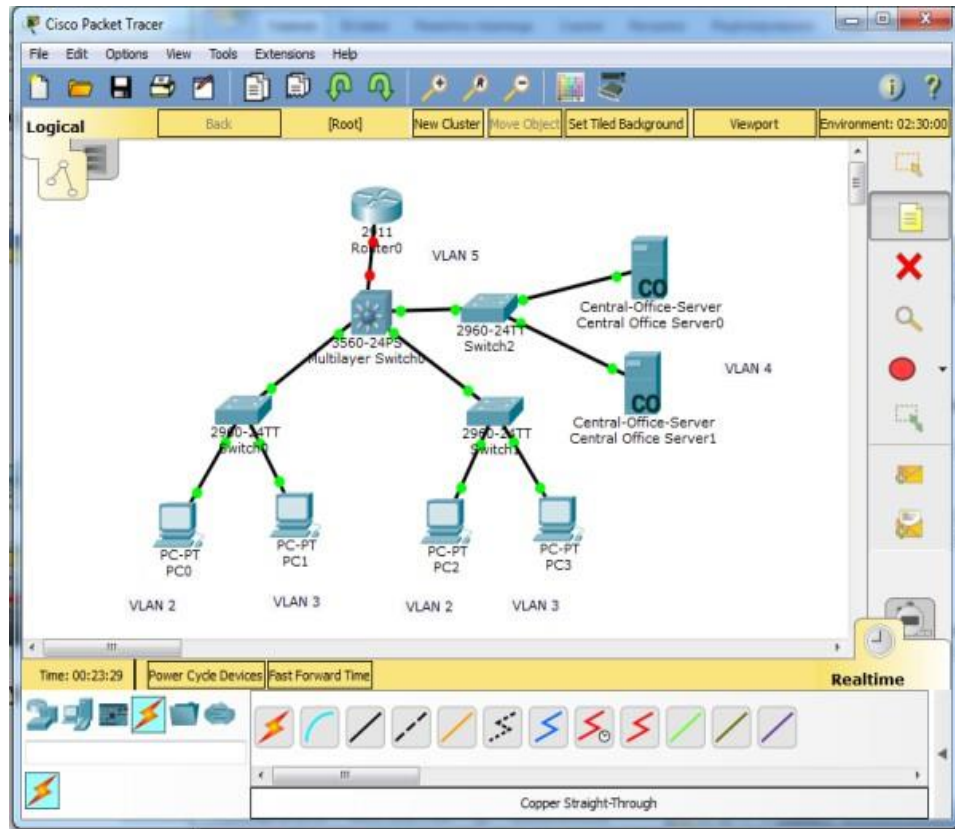 Cisco Packet Tracer
File Edit Options View Tools Extensions Help
Logical
Back
[Root]
New Cluster
Move Object
Set Tiled Background
Viewport
Environment: 02:30:00
2911
Router0
VLAN 5
3560-24PS
Multilayer Switch0
2960-24TT
Switch2
Central-Office-Server
Central Office Server0
VLAN 4
CO
Central-Office-Server
Central Office Server1
CO
2960-24TT
Switch0
2960-24TT
Switch1
PC-PT
PC0
PC-PT
PC1
PC-PT
PC2
PC-PT
PC3
VLAN 2
VLAN 3
VLAN 2
VLAN 3
Time: 00:23:29
Power Cycle Devices
Fast Forward Time
Realtime
Copper Straight-Through